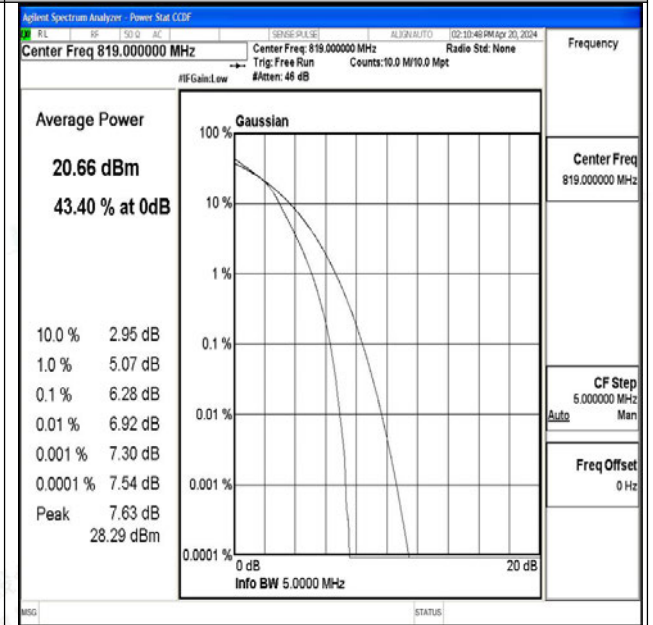 Agilent Spectrum Analyzer - Power Stat CCDF
RL RF 50 Ω AC SENSE:PULSE ALIGN AUTO 02:10:48 PM Apr 20, 2024
Center Freq 819.000000 MHz
Center Freq: 819.000000 MHz Radio Std: None
Trig: Free Run Counts:10.0 M/10.0 Mpt
#IFGain:Low #Atten: 46 dB
Frequency
Average Power
20.66 dBm
43.40 % at 0dB
10.0 % 2.95 dB
1.0 % 5.07 dB
0.1 % 6.28 dB
0.01 % 6.92 dB
0.001 % 7.30 dB
0.0001 % 7.54 dB
Peak 7.63 dB
28.29 dBm
Gaussian
100 %
10 %
1 %
0.1 %
0.01 %
0.001 %
0.0001 %
0 dB 20 dB
Info BW 5.0000 MHz
Center Freq
819.000000 MHz
CF Step
5.000000 MHz
Auto Man
Freq Offset
0 Hz
MSG STATUS